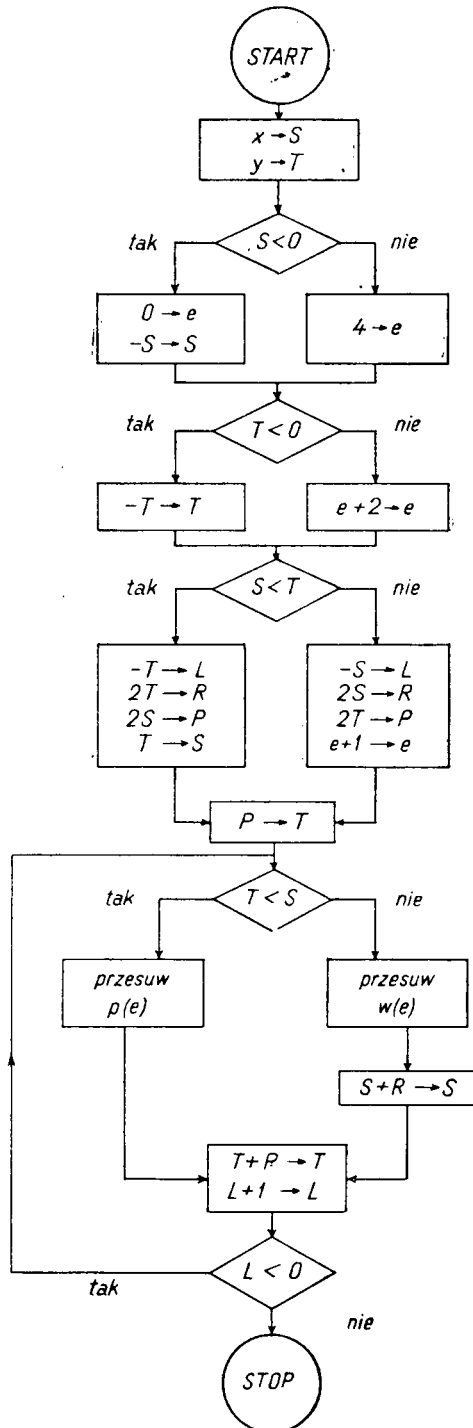 START
x → S
y → T
S < 0
tak
nie
0 → e
-S → S
4 → e
T < 0
tak
nie
-T → T
e + 2 → e
S < T
tak
nie
-T → L
2T → R
2S → P
T → S
-S → L
2S → R
2T → P
e + 1 → e
P → T
T < S
tak
nie
przesuw
p(e)
przesuw
w(e)
S + R → S
T + P → T
L + 1 → L
L < 0
tak
nie
STOP